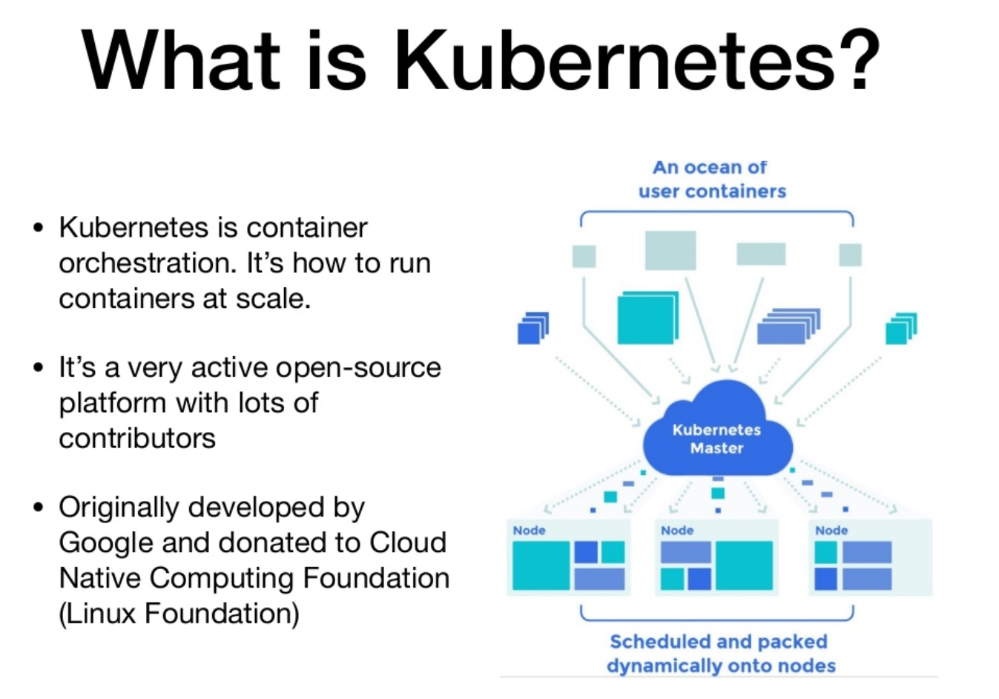 What is Kubernetes?
• Kubernetes is container
orchestration. It’s how to run
containers at scale.
• It’s a very active open-source
platform with lots of
contributors
• Originally developed by
Google and donated to Cloud
Native Computing Foundation
(Linux Foundation)
An ocean of
user containers
Kubernetes
Master
Node
Node
Node
Scheduled and packed
dynamically onto nodes